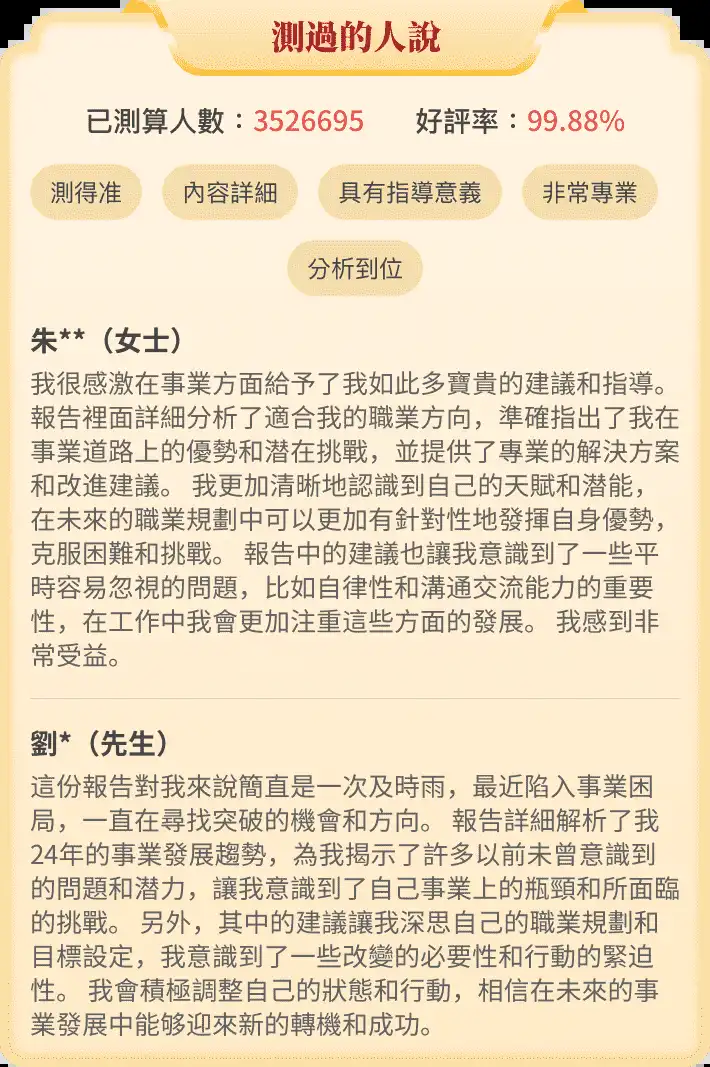 測過的人說
已測算人數：3526695 好評率：99.88%
測得准 內容詳細 具有指導意義 非常專業
分析到位
朱**（女士）
我很感激在事業方面給予了我如此多寶貴的建議和指導。
報告裡面詳細分析了適合我的職業方向，準確指出了我在
事業道路上的優勢和潛在挑戰，並提供了專業的解決方案
和改進建議。 我更加清晰地認識到自己的天賦和潜能，
在未來的職業規劃中可以更加有針對性地發揮自身優勢，
克服困難和挑戰。 報告中的建議也讓我意識到了一些平
時容易忽視的問題，比如自律性和溝通交流能力的重要
性，在工作中我會更加注重這些方面的發展。 我感到非
常受益。
劉*（先生）
這份報告對我來說簡直是一次及時雨，最近陷入事業困
局，一直在尋找突破的機會和方向。 報告詳細解析了我
24年的事業發展趨勢，為我揭示了許多以前未曾意識到
的問題和潜力，讓我意識到了自己事業上的瓶頸和所面臨
的挑戰。 另外，其中的建議讓我深思自己的職業規劃和
目標設定，我意識到了一些改變的必要性和行動的緊迫
性。 我會積極調整自己的狀態和行動，相信在未來的事
業發展中能够迎來新的轉機和成功。